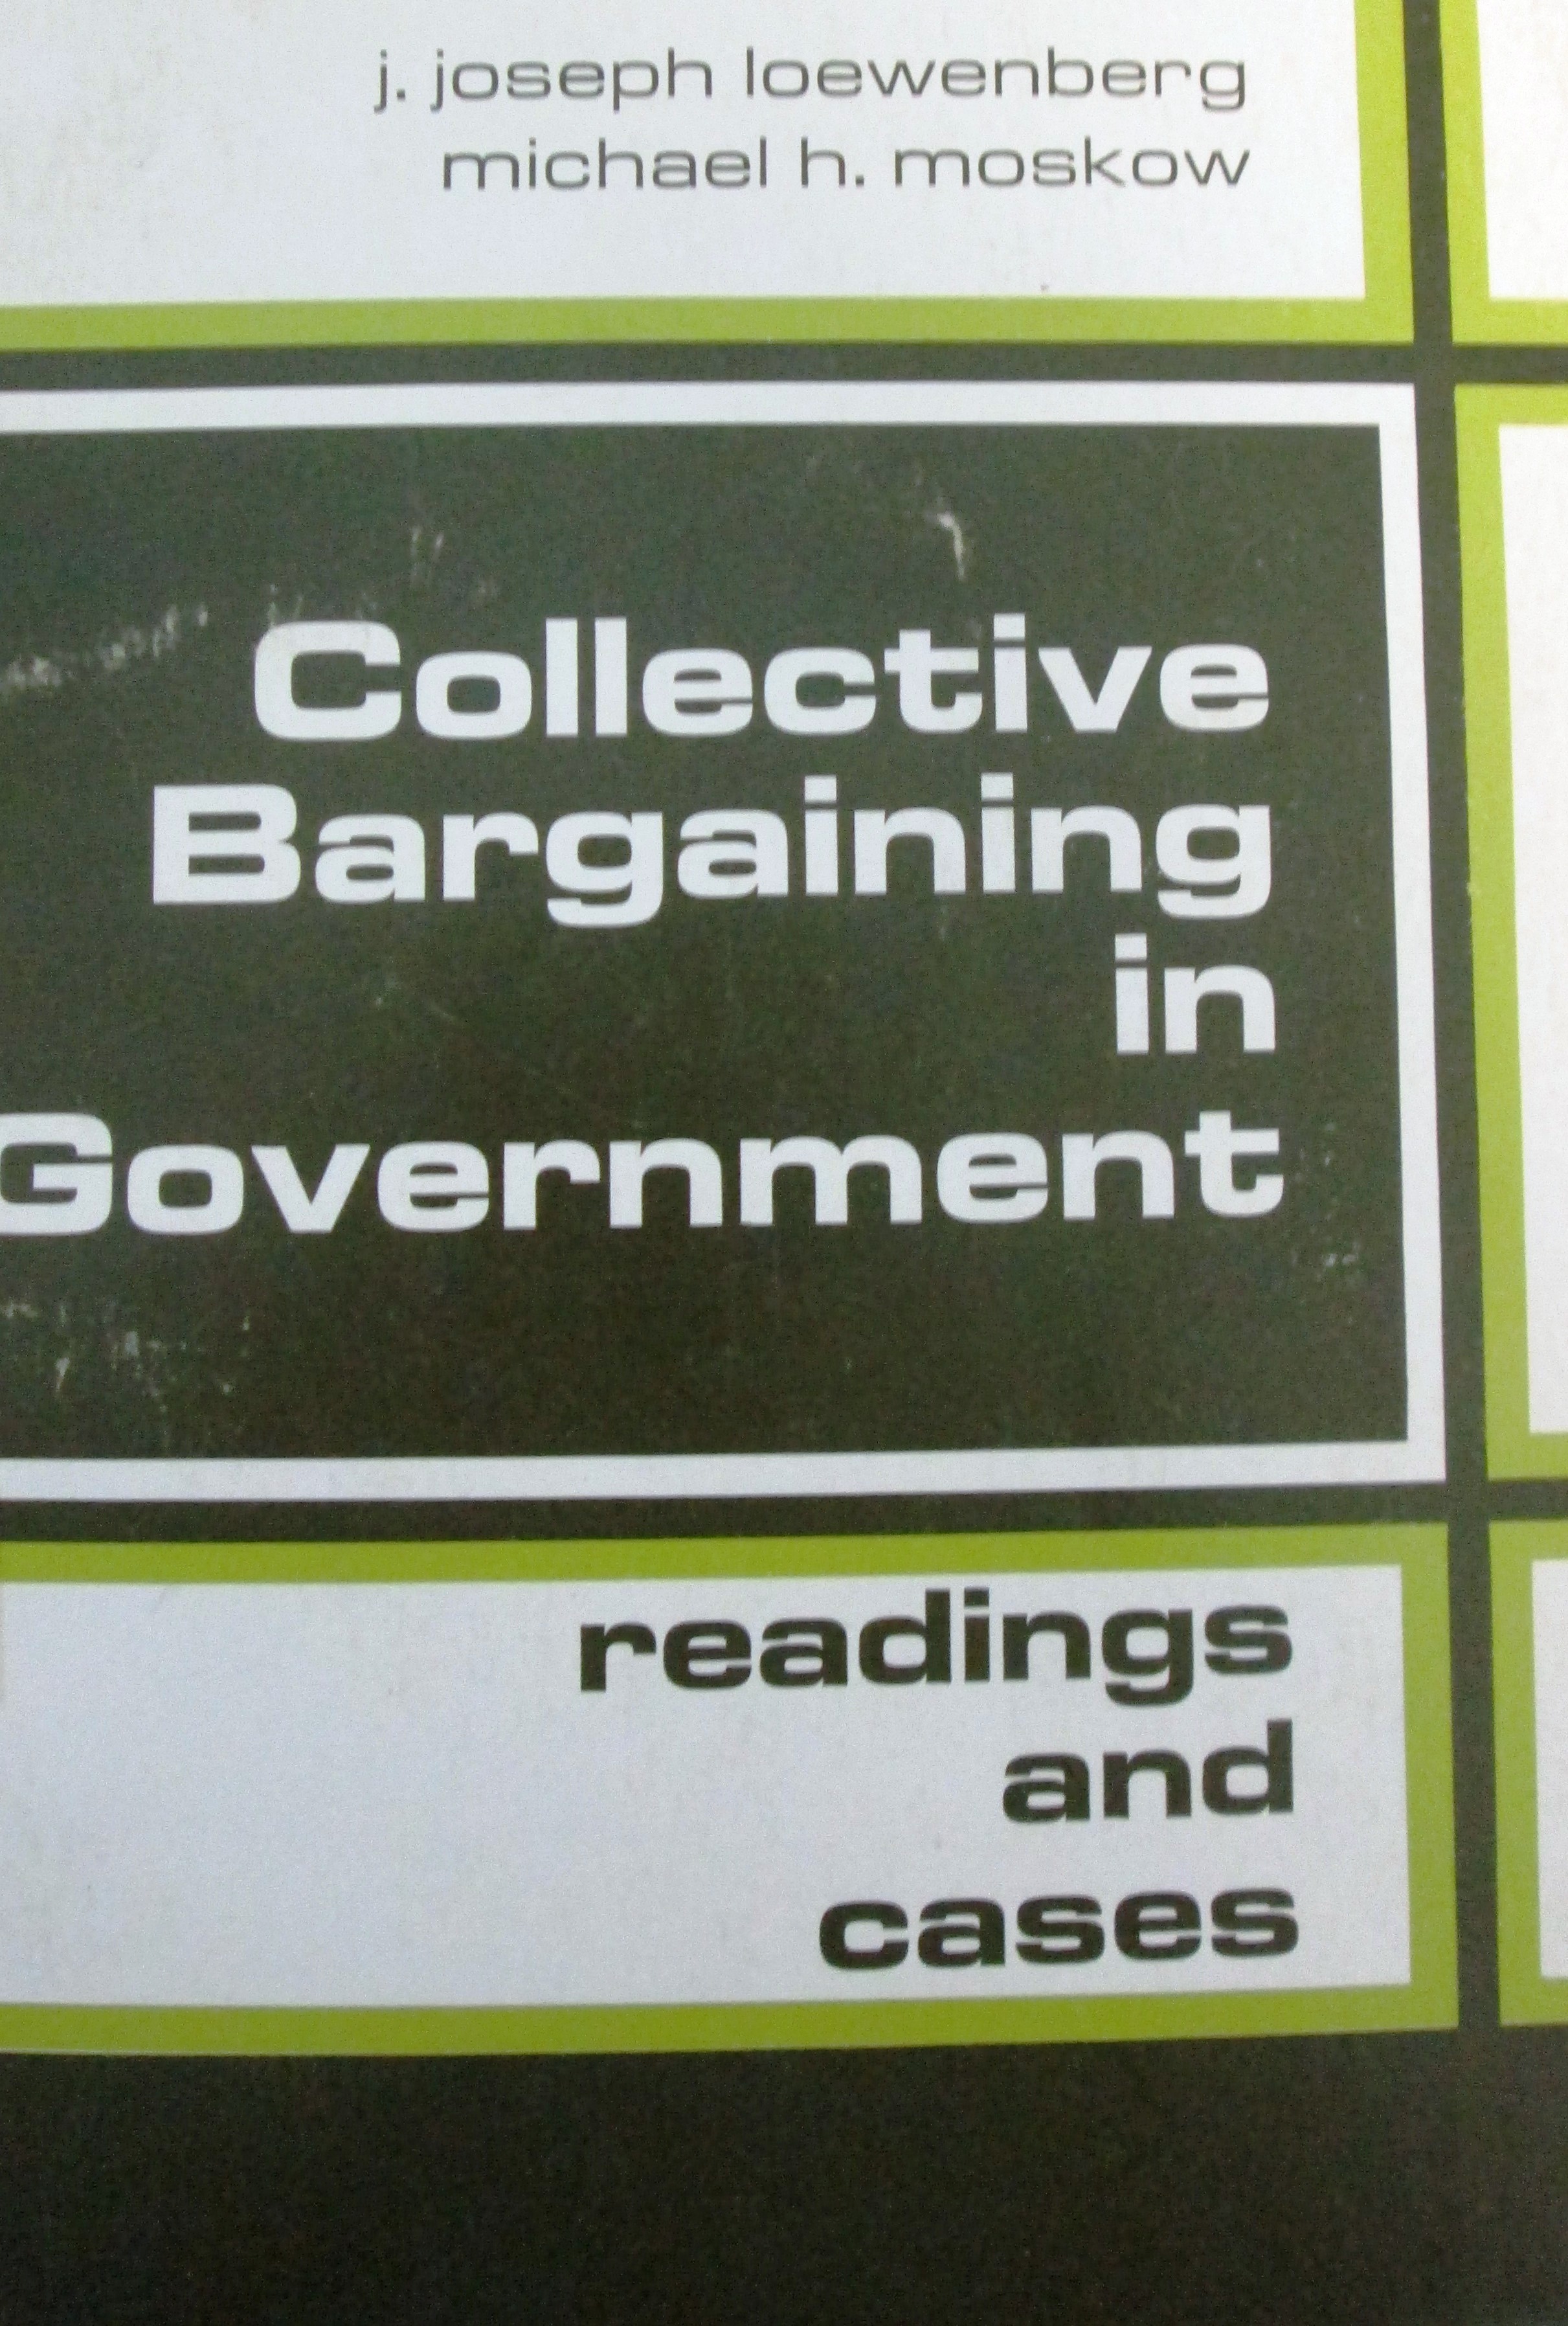 j. joseph loewenberg
michael h. moskow
Collective
Bargaining
in
Government
readings
and
cases